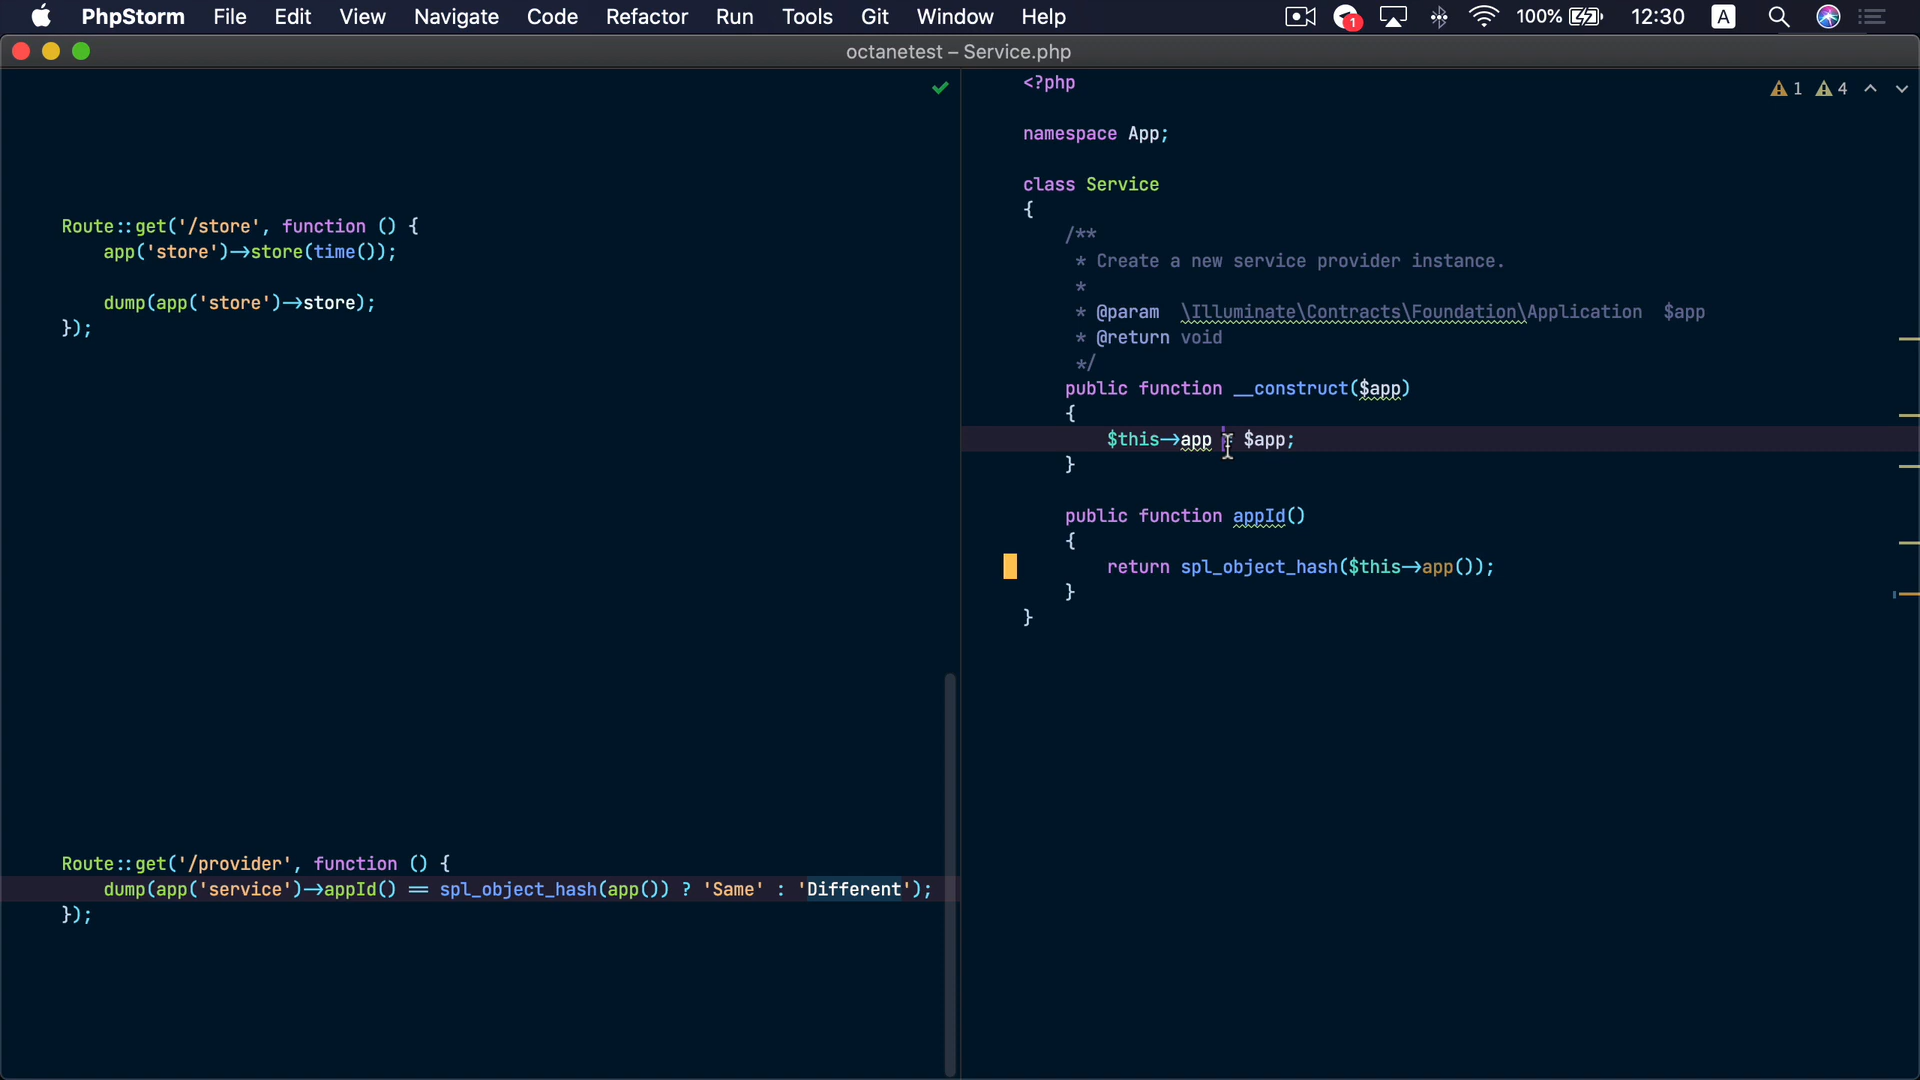 PhpStorm File Edit View Navigate Code Refactor Run Tools Git Window Help 1 100% 12:30 A
octanetest – Service.php
Route::get('/store', function () {
app('store')->store(time());
dump(app('store')->store);
});
Route::get('/provider', function () {
dump(app('service')->appId() == spl_object_hash(app()) ? 'Same' : 'Different');
});
<?php
1 4
namespace App;
class Service
{
/**
* Create a new service provider instance.
*
* @param \Illuminate\Contracts\Foundation\Application $app
* @return void
*/
public function __construct($app)
{
$this->app = $app;
}
public function appId()
{
return spl_object_hash($this->app());
}
}